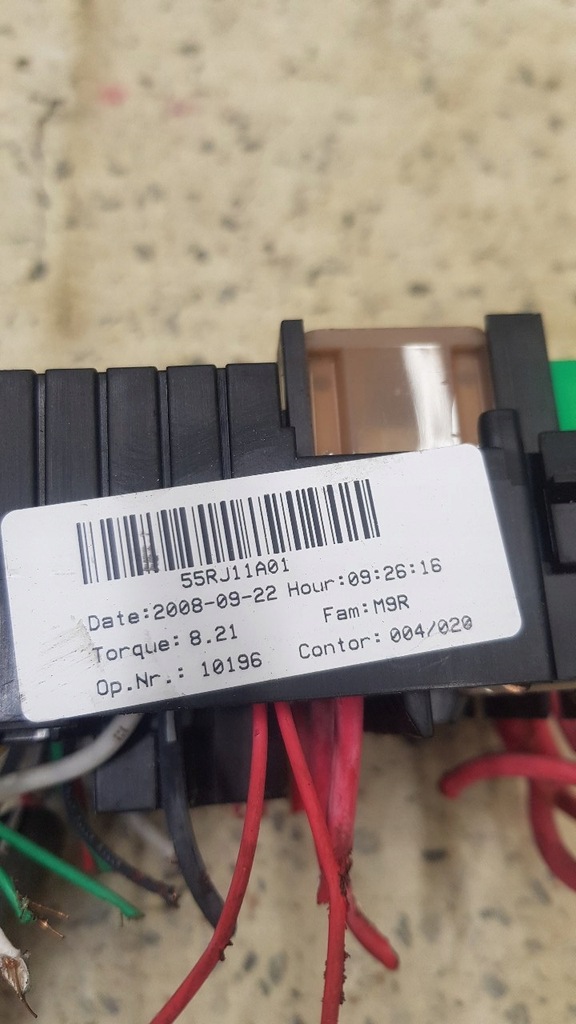 55RJ11A01
Date:2008-09-22 Hour:09:26:16
Torque: 8.21 Fam:M9R
Op.Nr.: 10196 Contor: 004/020